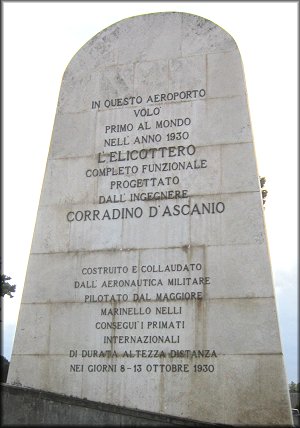 IN QUESTO AEROPORTO
VOLO'
PRIMO AL MONDO
NELL'ANNO 1930
L'ELICOTTERO
COMPLETO FUNZIONALE
PROGETTATO
DALL'INGEGNERE
CORRADINO D'ASCANIO
COSTRUITO E COLLAUDATO
DALL'AERONAUTICA MILITARE
PILOTATO DAL MAGGIORE
MARINELLO NELLI
CONSEGUI'I PRIMATI
INTERNAZIONALI
DI DURATA ALTEZZA DISTANZA
NEI GIORNI 8-13 OTTOBRE 1930